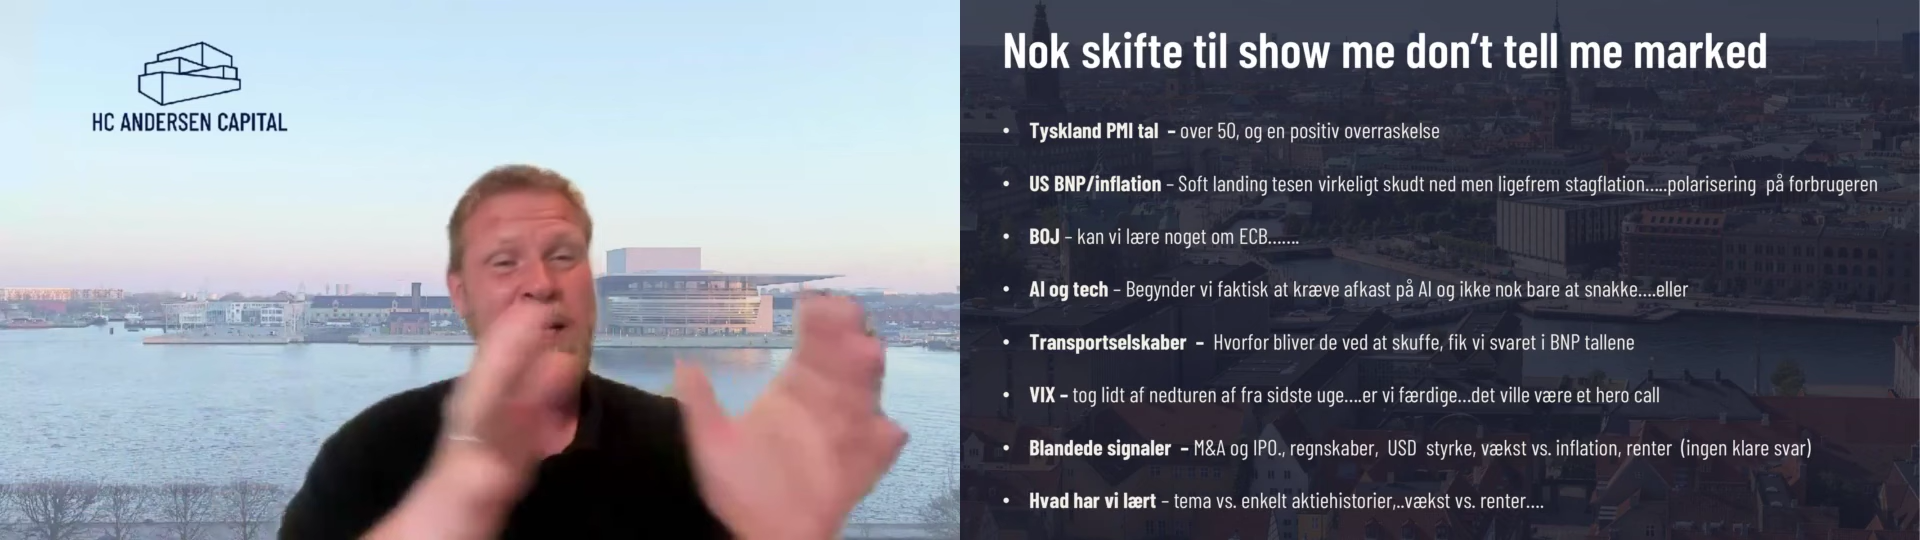 HC ANDERSEN CAPITAL
Nok skifte til show me don't tell me marked
• Tyskland PMI tal – over 50, og en positiv overraskelse
• US BNP/inflation – Soft landing tesen virkeligt skudt ned men ligefrem stagflation.....polarisering på forbrugeren
• BOJ – kan vi lære noget om ECB.......
• AI og tech – Begynder vi faktisk at kræve afkast på AI og ikke nok bare at snakke....eller
• Transportselskaber – Hvorfor bliver de ved at skuffe, fik vi svaret i BNP tallene
• VIX – tog lidt af nedturen af fra sidste uge....er vi færdige...det ville være et hero call
• Blandede signaler – M&A og IPO., regnskaber, USD styrke, vækst vs. inflation, renter (ingen klare svar)
• Hvad har vi lært – tema vs. enkelt aktiehistorier,..vækst vs. renter....